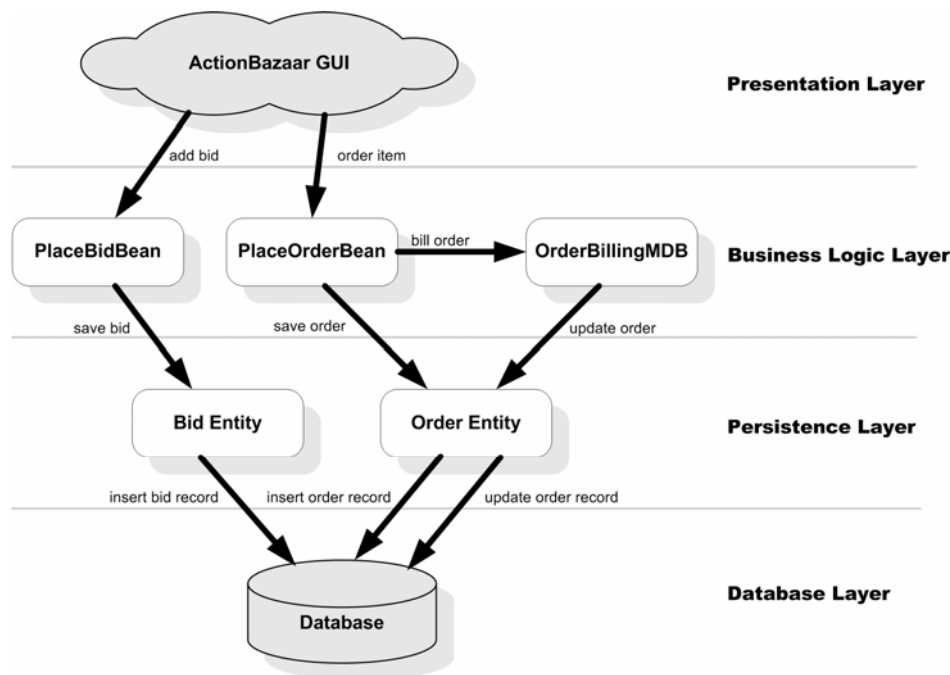 ActionBazaar GUI
Presentation Layer
add bid
order item
PlaceBidBean
PlaceOrderBean
bill order
OrderBillingMDB
Business Logic Layer
save bid
save order
update order
Bid Entity
Order Entity
Persistence Layer
insert bid record
insert order record
update order record
Database Layer
Database